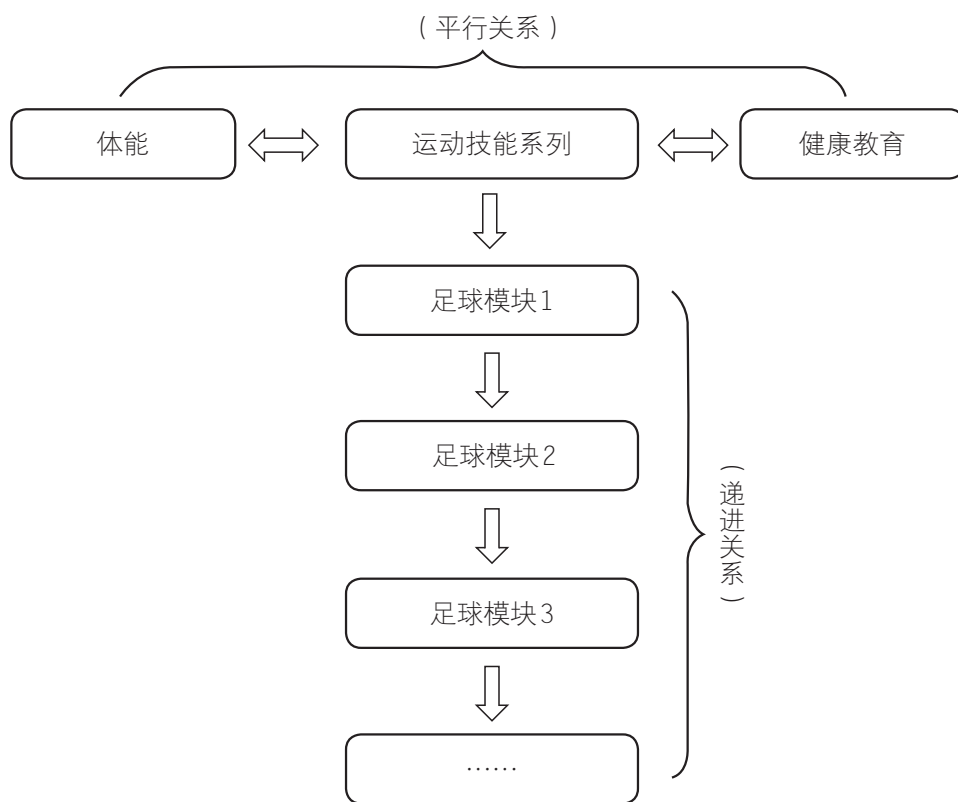 （平行关系）
体能
运动技能系列
健康教育
足球模块1
足球模块2
（递进关系）
足球模块3
……